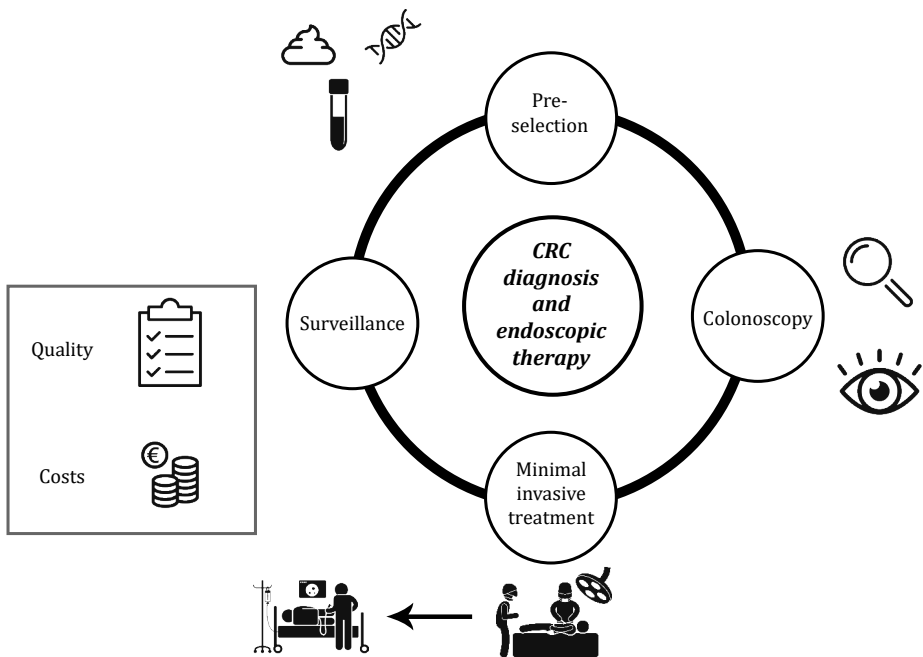 Pre-
selection
CRC
diagnosis
and
endoscopic
therapy
Surveillance
Colonoscopy
Quality
Costs
€
Minimal
invasive
treatment